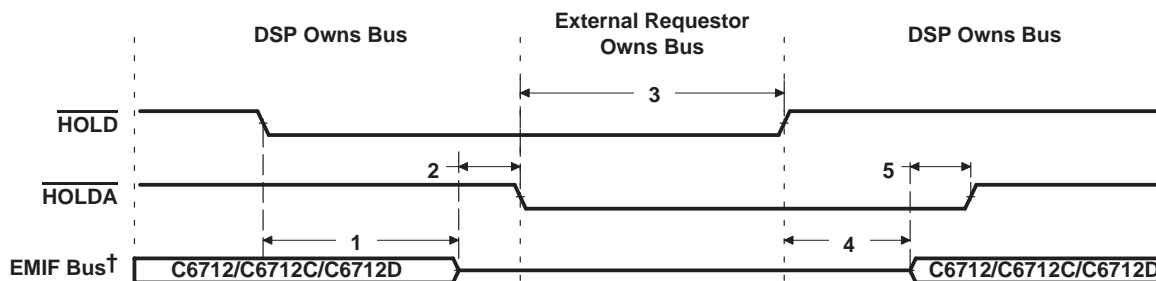 DSP Owns Bus
External Requestor
Owns Bus
DSP Owns Bus
3
HOLD
2
5
HOLDA
1
4
EMIF Bus†
C6712/C6712C/C6712D
C6712/C6712C/C6712D